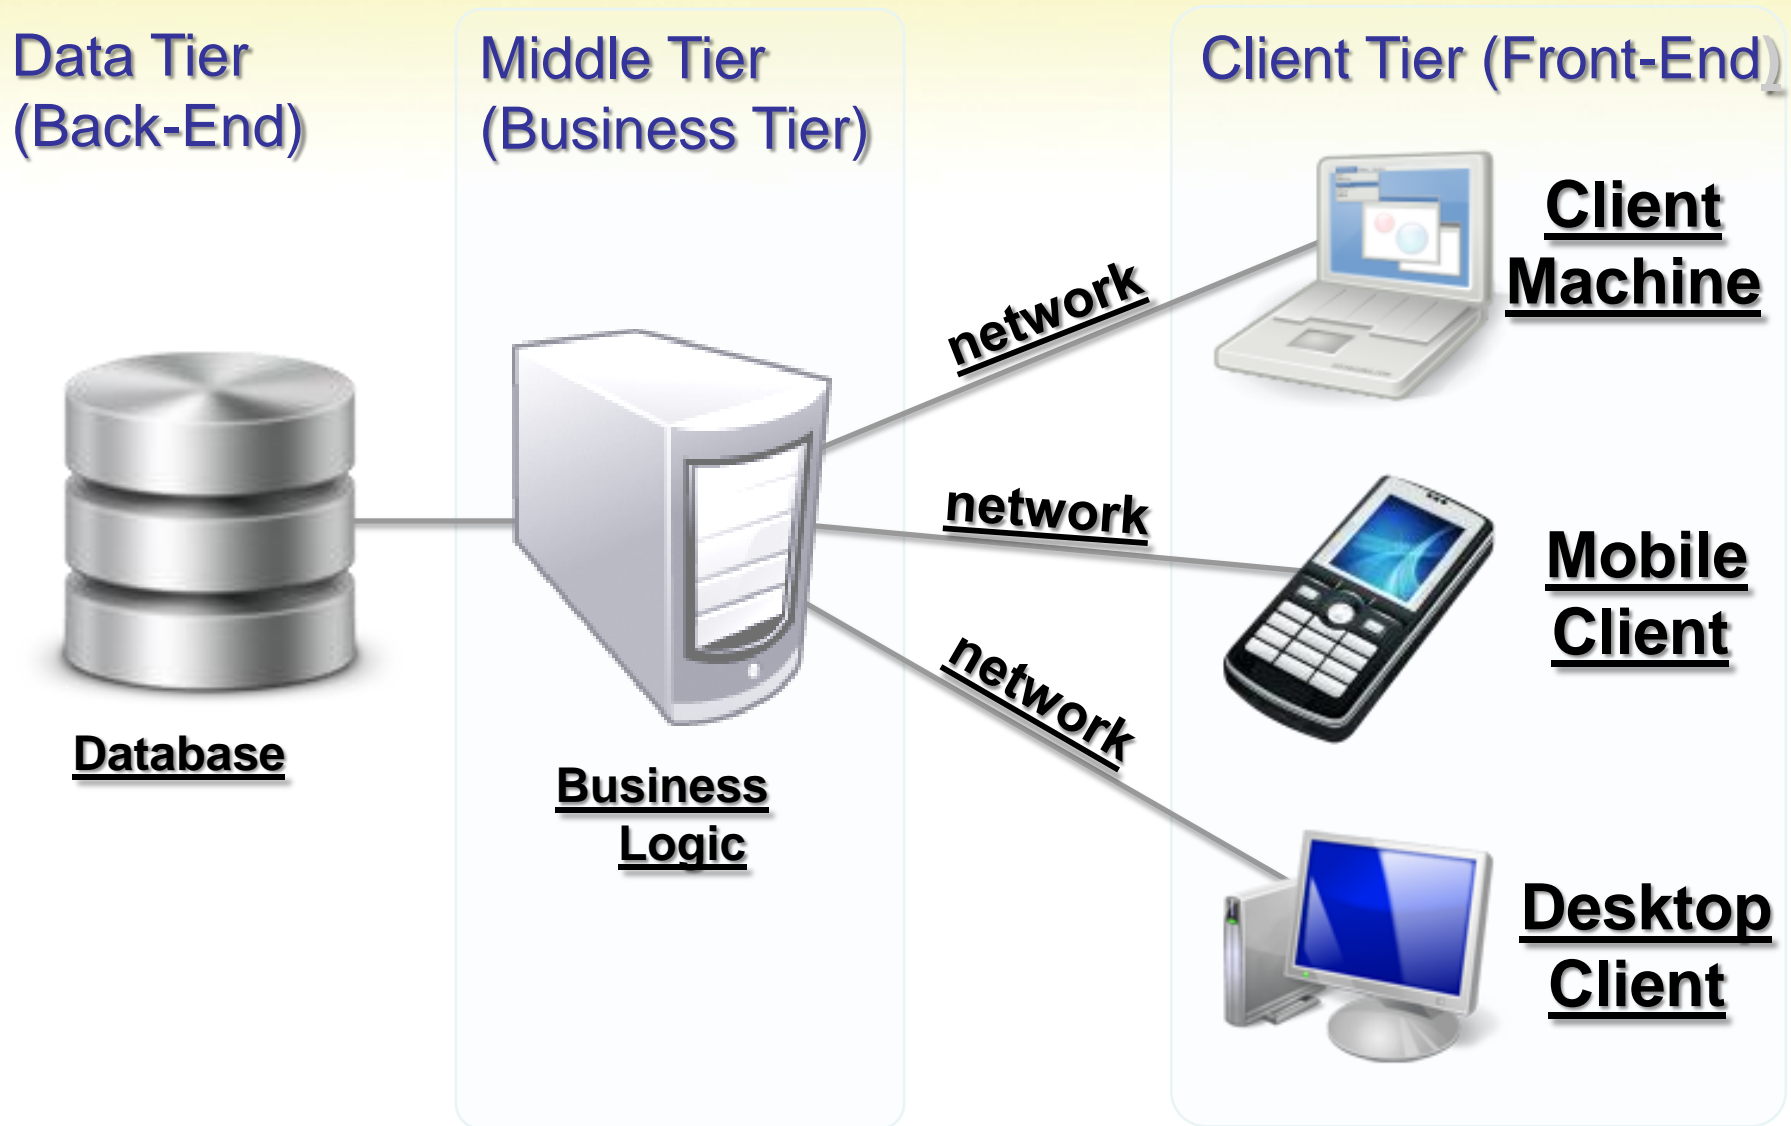 Data Tier
(Back-End)
Middle Tier
(Business Tier)
Client Tier (Front-End)
Database
Business
Logic
network
network
network
Client
Machine
Mobile
Client
Desktop
Client